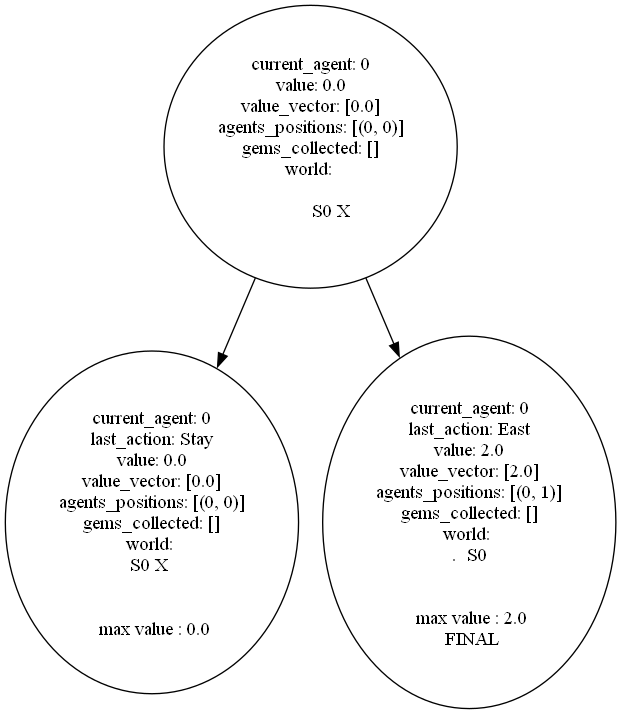 current_agent: 0
value: 0.0
value_vector: [0.0]
agents_positions: [(0, 0)]
gems_collected: []
world:
S0 X
current_agent: 0
last_action: Stay
value: 0.0
value_vector: [0.0]
agents_positions: [(0, 0)]
gems_collected: []
world:
S0 X
max value : 0.0
current_agent: 0
last_action: East
value: 2.0
value_vector: [2.0]
agents_positions: [(0, 1)]
gems_collected: []
world:
. S0
max value : 2.0
FINAL